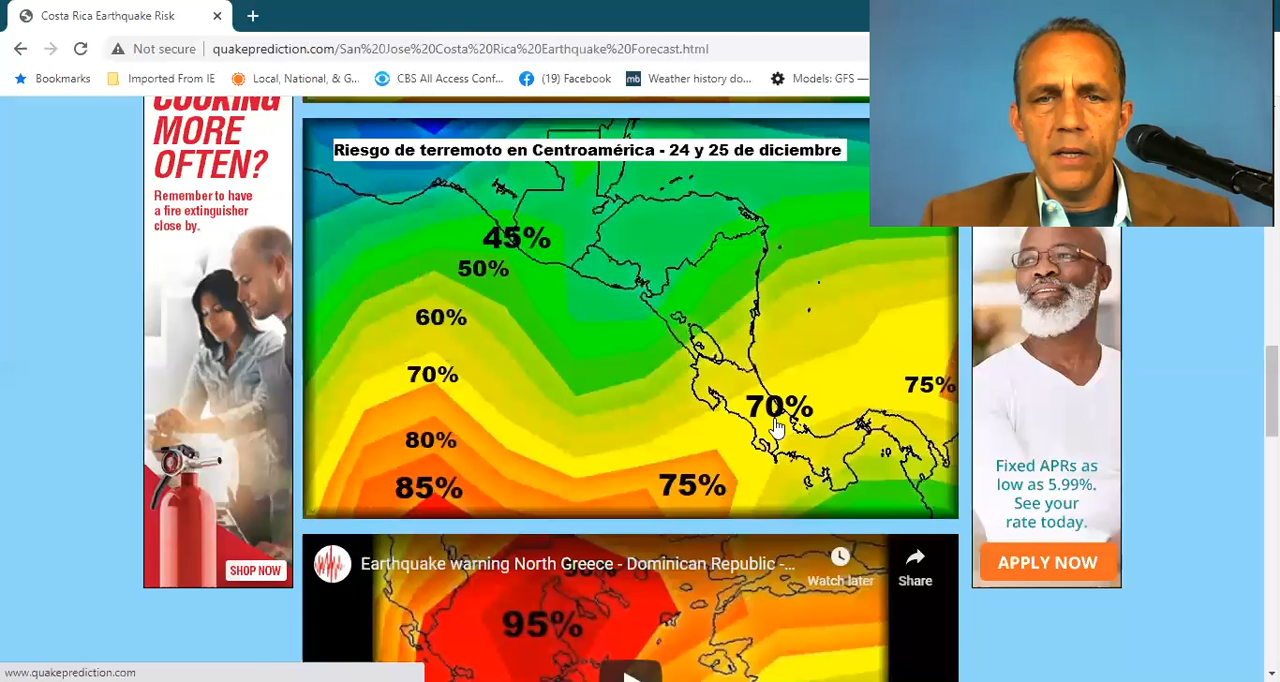 Costa Rica Earthquake Risk
Not secure
quakeprediction.com/San%20Jose%20Costa%20Rica%20Earthquake%20Forecast.html
Bookmarks
Imported From IE
Local, National, & G...
CBS All Access Conf...
(19) Facebook
mb
Weather history do...
Models: GFS —
COOKING
MORE
OFTEN?
Remember to have
a fire extinguisher
close by.
SHOP NOW
Riesgo de terremoto en Centroamérica - 24 y 25 de diciembre
45%
50%
60%
70%
75%
70%
80%
85%
75%
Fixed APRs as
low as 5.99%.
See your
rate today.
APPLY NOW
Earthquake warning North Greece - Dominican Republic -...
Watch later
Share
95%
www.quakeprediction.com